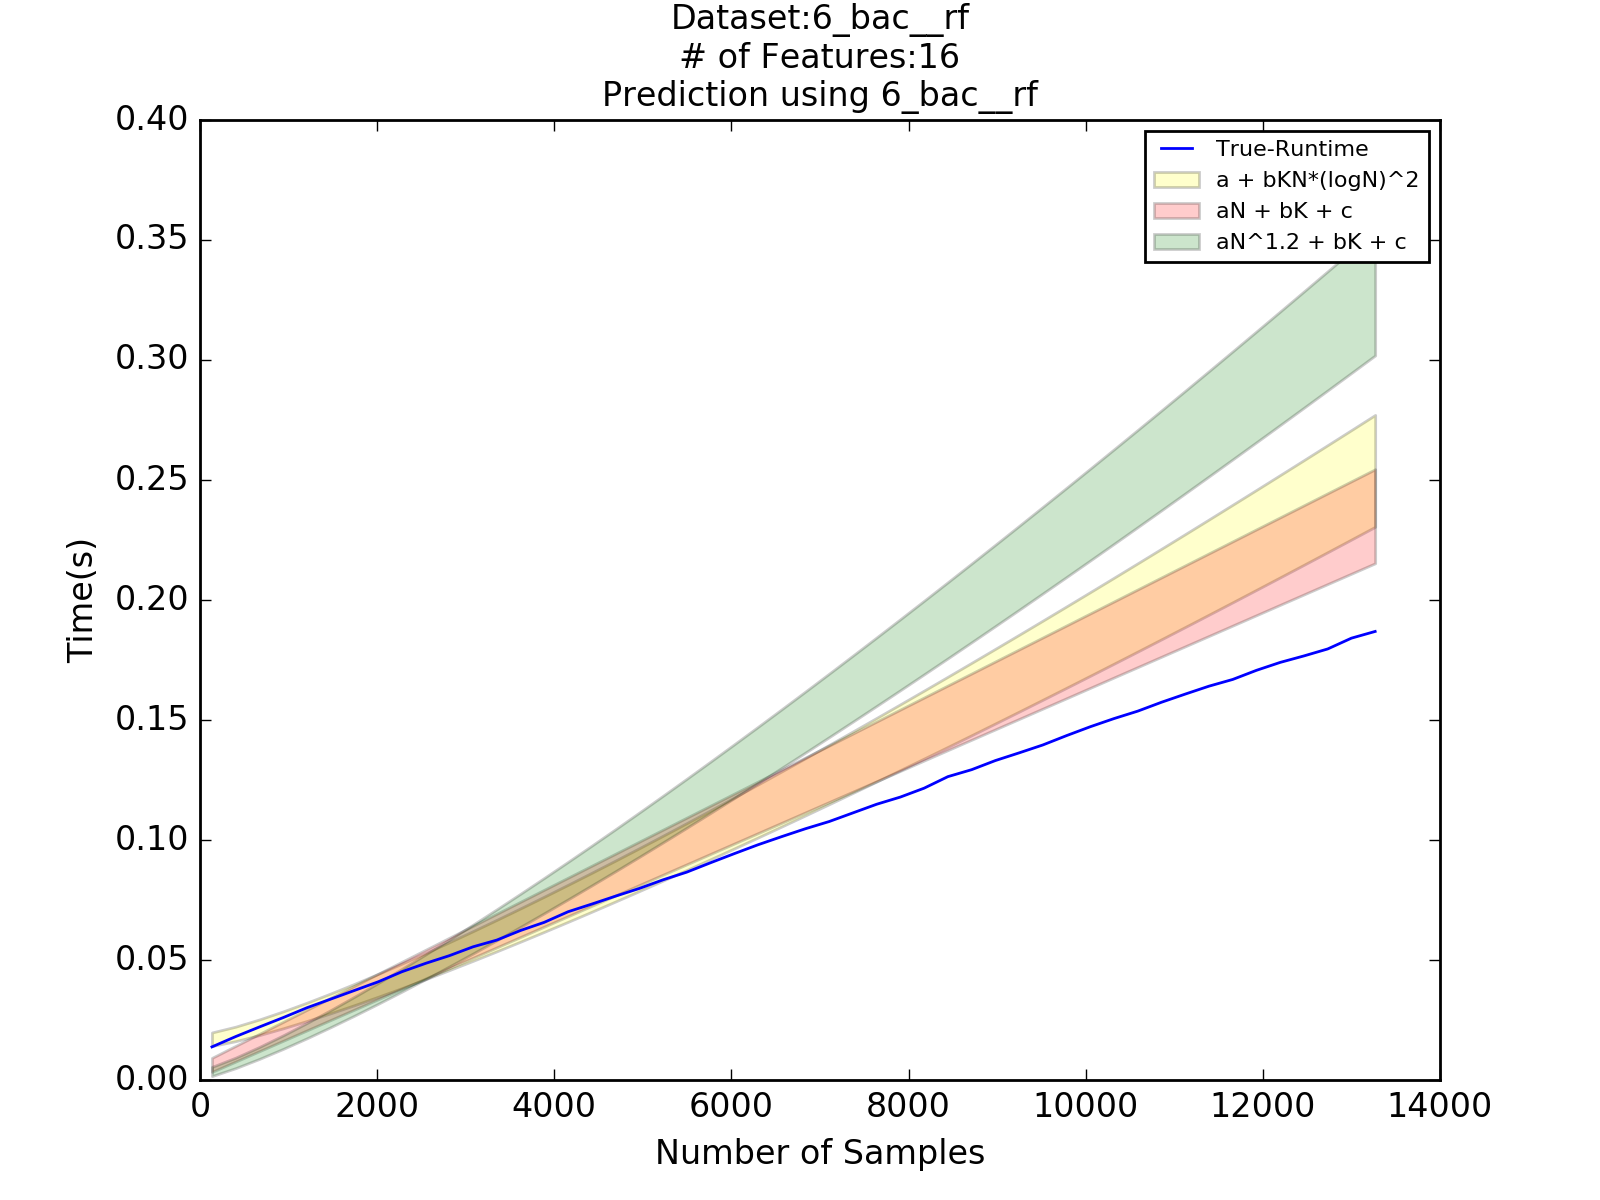 Dataset:6_bac__rf
# of Features:16
Prediction using 6_bac__rf
0.40
0.35
0.30
0.25
0.20
0.15
0.10
0.05
0.00
Time(s)
True-Runtime
a + bKN*(logN)^2
aN + bK + c
aN^1.2 + bK + c
0 2000 4000 6000 8000 10000 12000 14000
Number of Samples